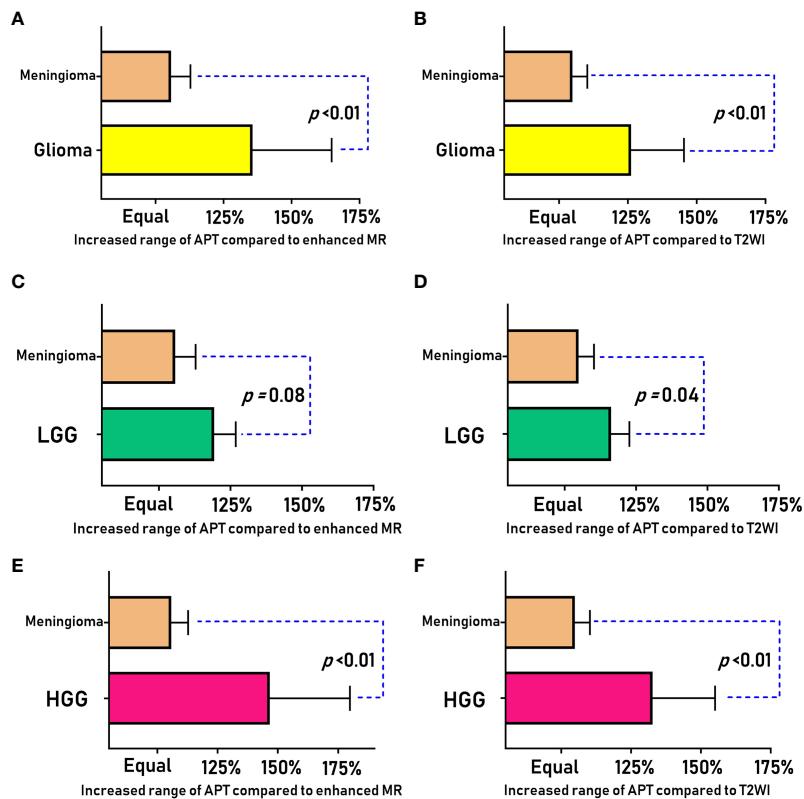 A
Meningioma
Glioma
p<0.01
Equal 125% 150% 175%
Increased range of APT compared to enhanced MR
B
Meningioma
Glioma
p<0.01
Equal 125% 150% 175%
Increased range of APT compared to T2WI
C
Meningioma
LGG
p=0.08
Equal 125% 150% 175%
Increased range of APT compared to enhanced MR
D
Meningioma
LGG
p=0.04
Equal 125% 150% 175%
Increased range of APT compared to T2WI
E
Meningioma
HGG
p<0.01
Equal 125% 150% 175%
Increased range of APT compared to enhanced MR
F
Meningioma
HGG
p<0.01
Equal 125% 150% 175%
Increased range of APT compared to T2WI